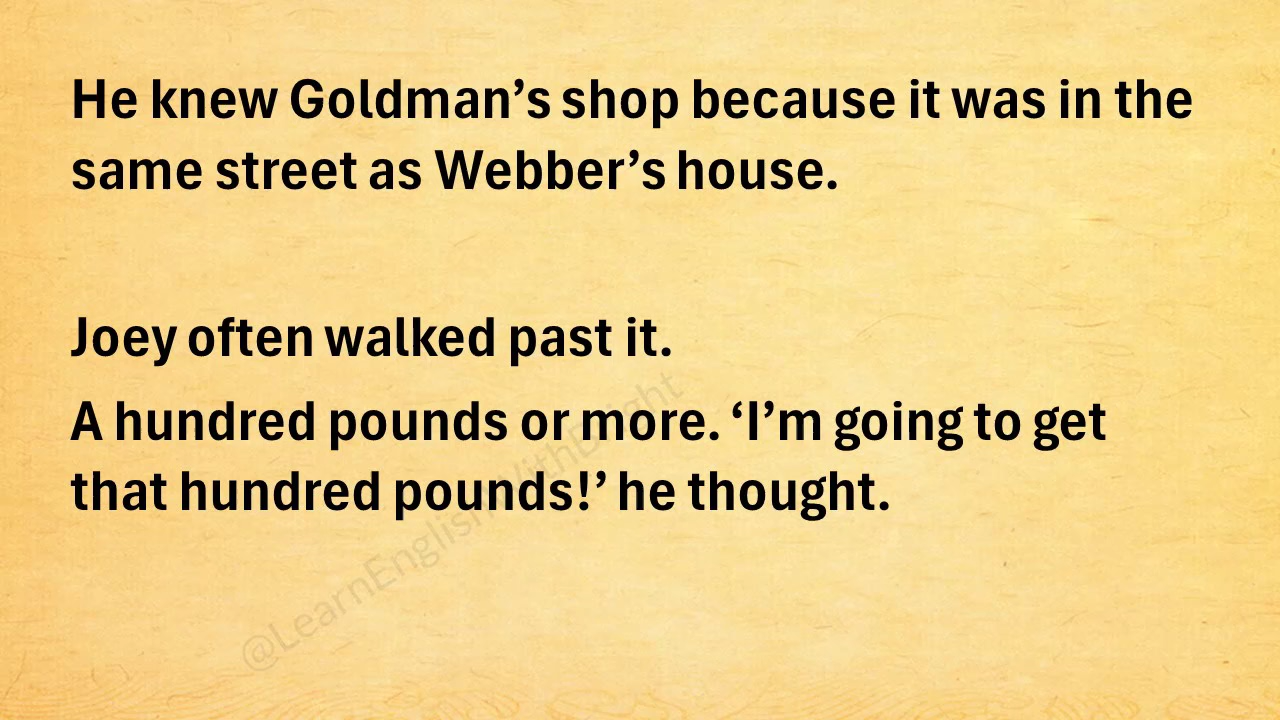 He knew Goldman’s shop because it was in the
same street as Webber’s house.
Joey often walked past it.
A hundred pounds or more. ‘I’m going to get
that hundred pounds!’ he thought.
@LearnEnglishWithBright